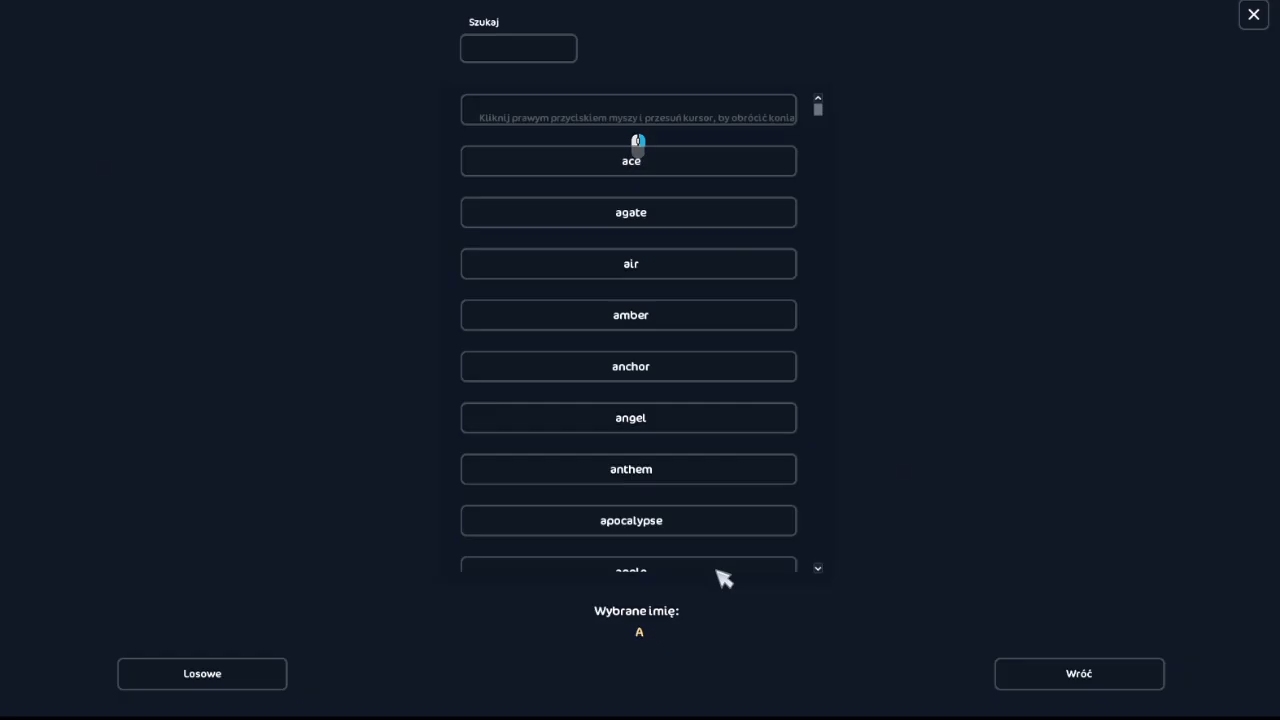 Szukaj
Kliknij prawym przyciskiem myszy i przesuń kursor, by obrócić konia
ace
agate
air
amber
anchor
angel
anthem
apocalypse
Wybrane imię:
A
Losowe
Wróć